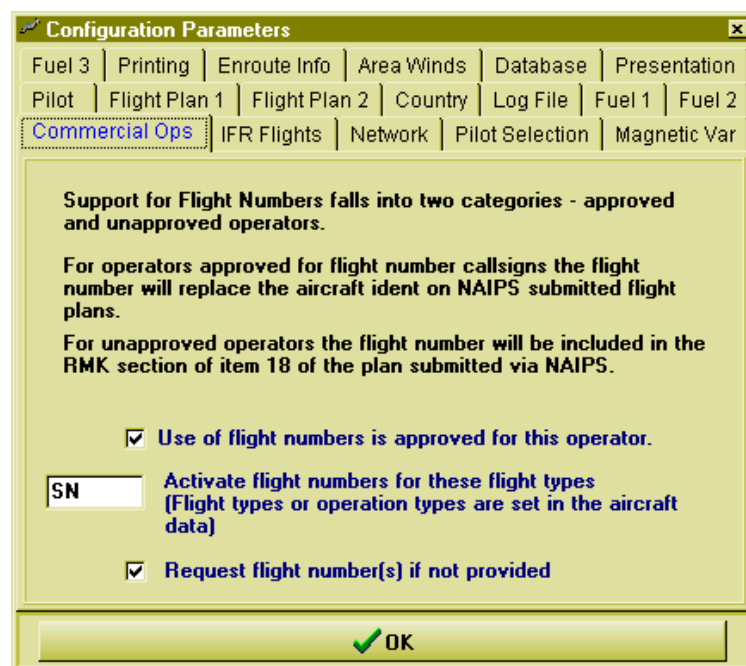 Configuration Parameters
Fuel 3 Printing Enroute Info Area Winds Database Presentation
Pilot Flight Plan 1 Flight Plan 2 Country Log File Fuel 1 Fuel 2
Commercial Ops IFR Flights Network Pilot Selection Magnetic Var
Support for Flight Numbers falls into two categories - approved
and unapproved operators.
For operators approved for flight number callsigns the flight
number will replace the aircraft ident on NAIPS submitted flight
plans.
For unapproved operators the flight number will be included in the
RMK section of item 18 of the plan submitted via NAIPS.
Use of flight numbers is approved for this operator.
SN
Activate flight numbers for these flight types
(Flight types or operation types are set in the aircraft
data)
Request flight number(s) if not provided
OK